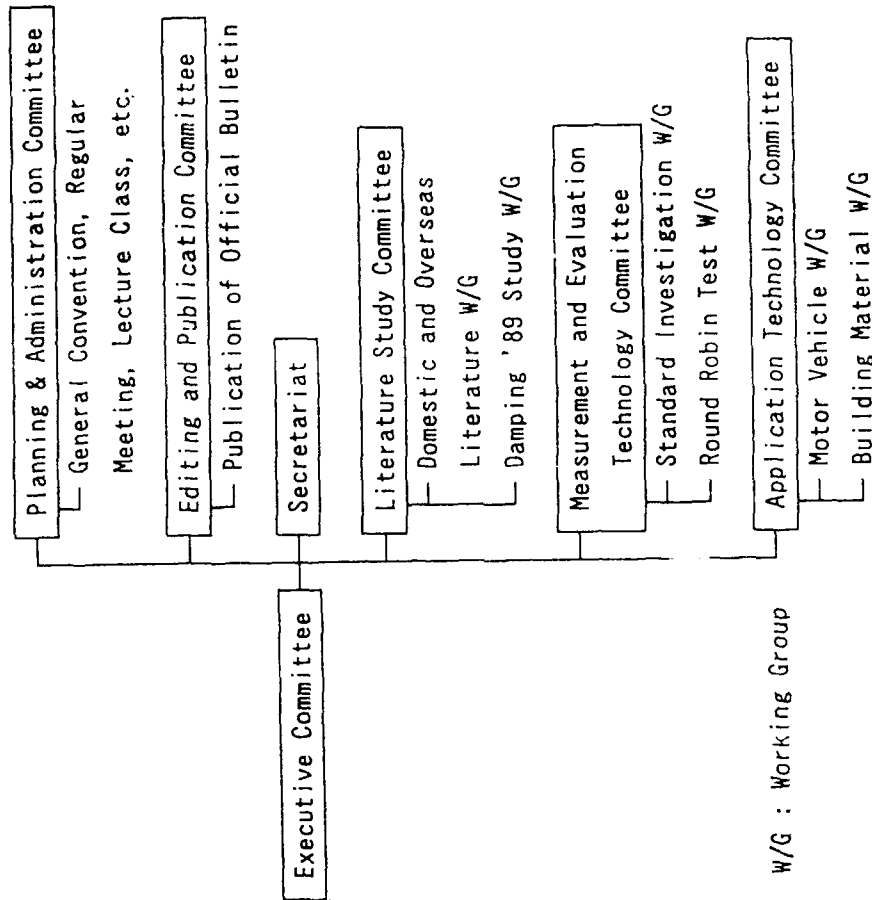 Planning & Administration Committee
General Convention, Regular
Meeting, Lecture Class, etc.
Editing and Publication Committee
Publication of Official Bulletin
Executive Committee
Secretariat
Literature Study Committee
Domestic and Overseas
Literature W/G
Damping '89 Study W/G
Measurement and Evaluation
Technology Committee
Standard Investigation W/G
Round Robin Test W/G
Application Technology Committee
Motor Vehicle W/G
Building Material W/G
W/G : Working Group